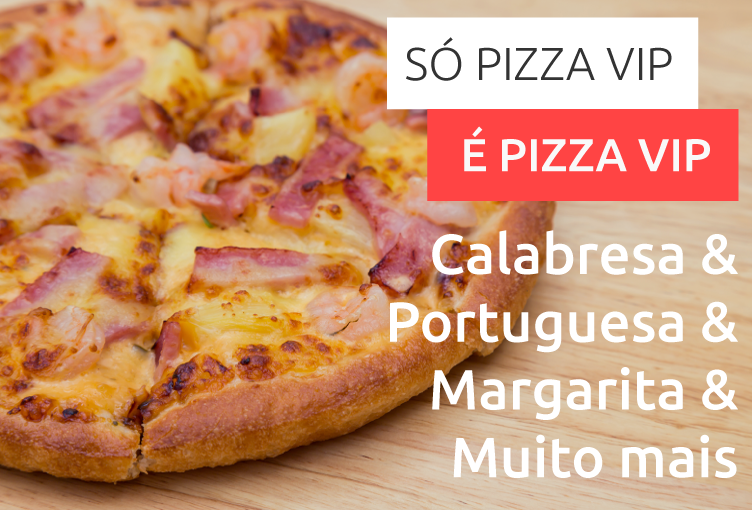 SÓ PIZZA VIP
É PIZZA VIP
Calabresa &
Portuguesa &
Margarita &
Muito mais